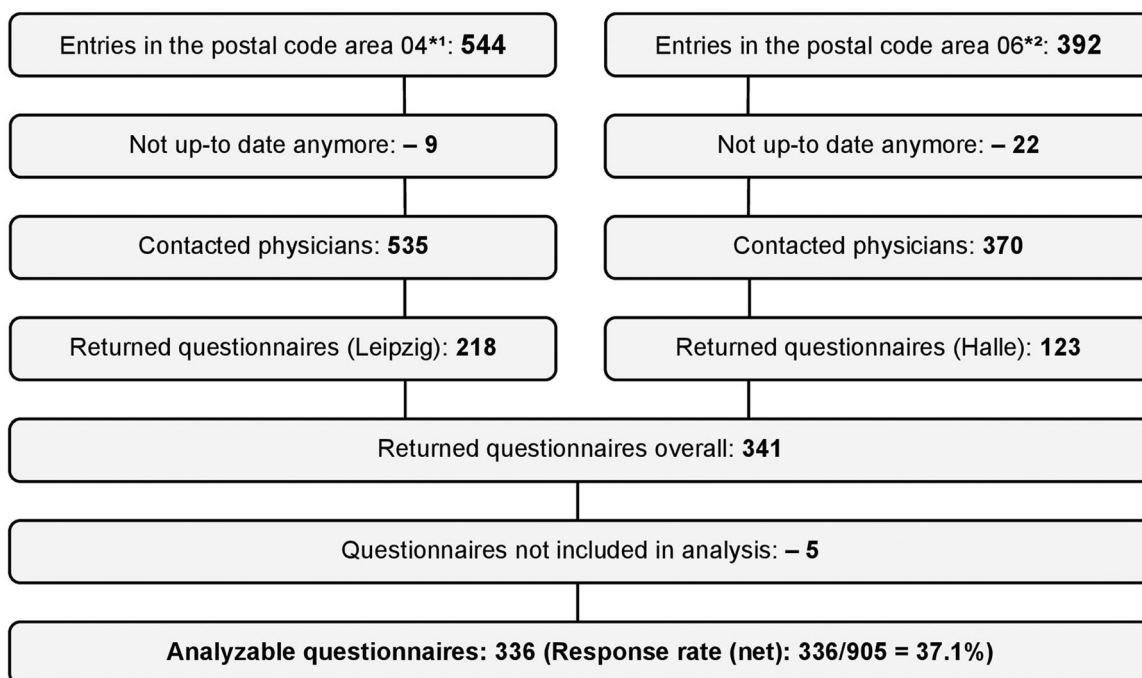 Entries in the postal code area 04*¹: 544
Entries in the postal code area 06*²: 392
Not up-to date anymore: – 9
Not up-to date anymore: – 22
Contacted physicians: 535
Contacted physicians: 370
Returned questionnaires (Leipzig): 218
Returned questionnaires (Halle): 123
Returned questionnaires overall: 341
Questionnaires not included in analysis: – 5
Analyzable questionnaires: 336 (Response rate (net): 336/905 = 37.1%)